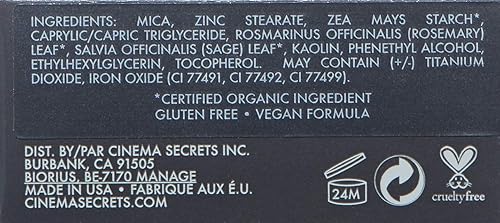 INGREDIENTS: MICA, ZINC STEARATE, ZEA MAYS STARCH*,
CAPRYLIC/CAPRIC TRIGLYCERIDE, ROSMARINUS OFFICINALIS (ROSEMARY)
LEAF*, SALVIA OFFICINALIS (SAGE) LEAF*, KAOLIN, PHENETHYL ALCOHOL,
ETHYLHEXYLGLYCERIN, TOCOPHEROL. MAY CONTAIN (+/-) TITANIUM
DIOXIDE, IRON OXIDE (CI 77491, CI 77492, CI 77499).
*CERTIFIED ORGANIC INGREDIENT
GLUTEN FREE • VEGAN FORMULA
DIST. BY/PAR CINEMA SECRETS INC.
BURBANK, CA 91505
BIORIUS, BE-7170 MANAGE
MADE IN USA • FABRIQUE AUX É.U.
CINEMASECRETS.COM
24M
crueltyfree